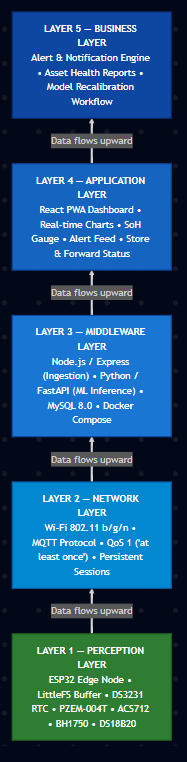 LAYER 5 — BUSINESS
LAYER
Alert & Notification Engine
• Asset Health Reports •
Model Recalibration
Workflow
Data flows upward
LAYER 4 — APPLICATION
LAYER
React PWA Dashboard •
Real-time Charts • SoH
Gauge • Alert Feed • Store
& Forward Status
Data flows upward
LAYER 3 — MIDDLEWARE
LAYER
Node.js / Express
(Ingestion) • Python /
FastAPI (ML Inference) •
MySQL 8.0 • Docker
Compose
Data flows upward
LAYER 2 — NETWORK
LAYER
Wi-Fi 802.11 b/g/n •
MQTT Protocol • QoS 1 ('at
least once') • Persistent
Sessions
Data flows upward
LAYER 1 — PERCEPTION
LAYER
ESP32 Edge Node •
LittleFS Buffer • DS3231
RTC • PZEM-004T • ACS712
• BH1750 • DS18B20